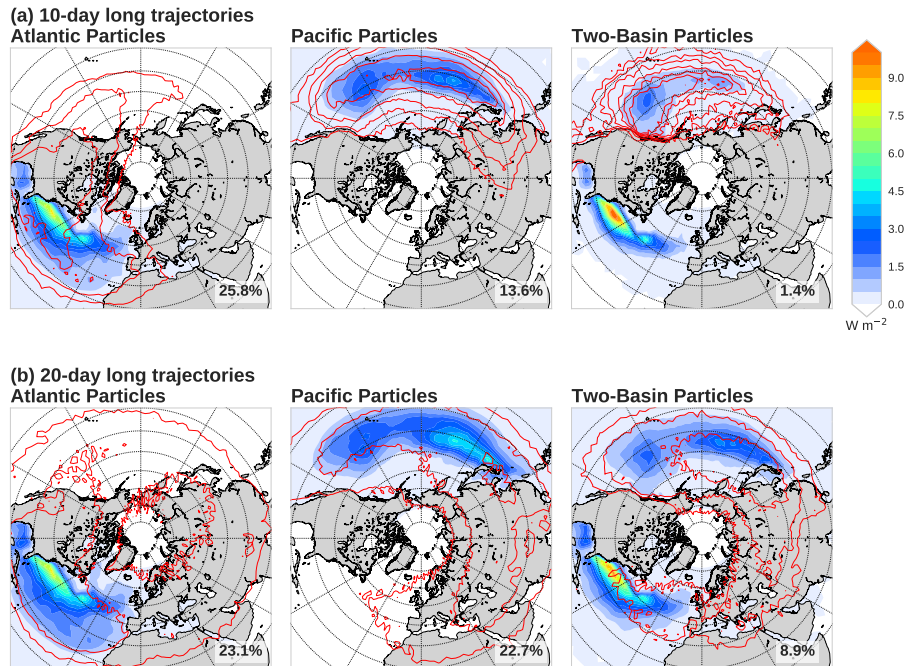 (a) 10-day long trajectories
Atlantic Particles Pacific Particles Two-Basin Particles
9.0
7.5
6.0
4.5
3.0
1.5
0.0
W m⁻²
25.8% 13.6% 1.4%
(b) 20-day long trajectories
Atlantic Particles Pacific Particles Two-Basin Particles
23.1% 22.7% 8.9%